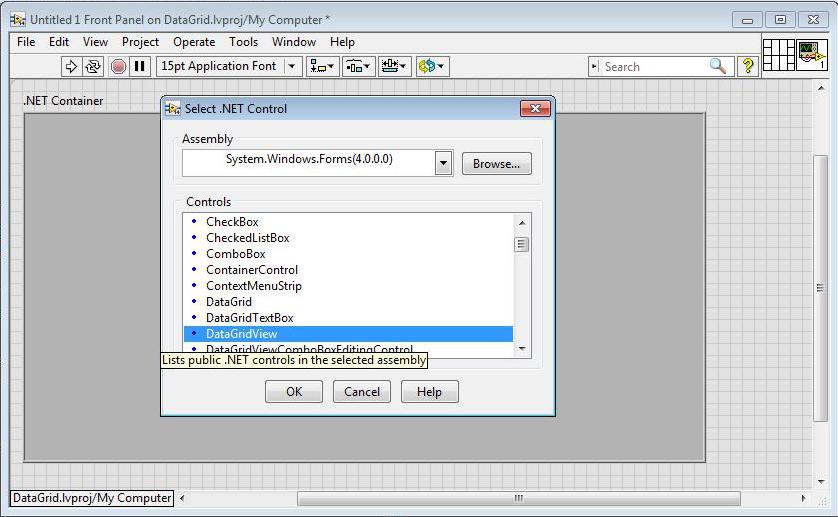 Untitled 1 Front Panel on DataGrid.lvproj/My Computer *
File Edit View Project Operate Tools Window Help
15pt Application Font
Search
?
1
.NET Container
Select .NET Control
Assembly
System.Windows.Forms(4.0.0.0)
Browse...
Controls
CheckBox
CheckedListBox
ComboBox
ContainerControl
ContextMenuStrip
DataGrid
DataGridTextBox
DataGridView
DataGridViewComboBoxEditingControl
Lists public .NET controls in the selected assembly
OK Cancel Help
DataGrid.lvproj/My Computer